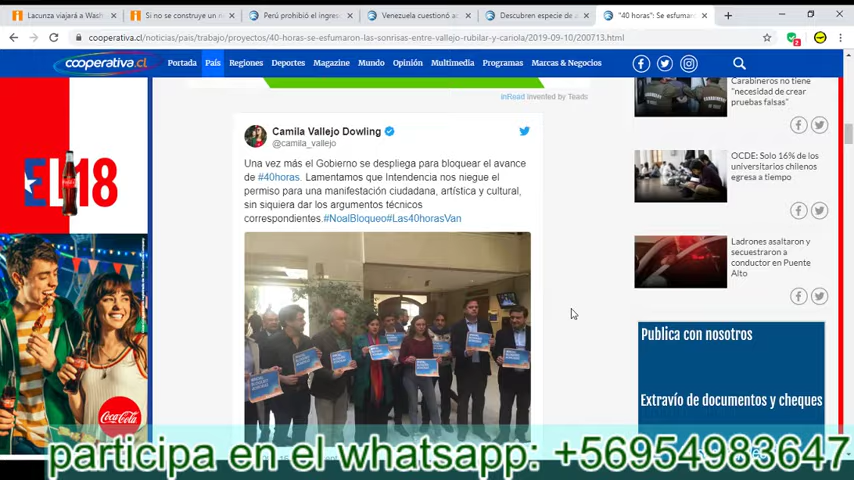 Lacunza viajará a Wash
Si no se construye un m
Perú prohibió el ingres
Venezuela cuestionó ac
Descubren especie de a
"40 horas": Se esfumar
cooperativa.cl/noticias/pais/trabajo/proyectos/40-horas-se-esfumaron-las-sonrisas-entre-vallejo-rubilar-y-cariola/2019-09-10/200713.html
cooperativa.cl
Portada
País
Regiones
Deportes
Magazine
Mundo
Opinión
Multimedia
Programas
Marcas & Negocios
inRead invented by Teads
EL18
Coca-Cola
Camila Vallejo Dowling
@camila_vallejo
Una vez más el Gobierno se despliega para bloquear el avance
de #40horas. Lamentamos que Intendencia nos niegue el
permiso para una manifestación ciudadana, artística y cultural,
sin siquiera dar los argumentos técnicos
correspondientes.#NoalBloqueo#Las40horasVan
Carabineros no tiene
"necesidad de crear
pruebas falsas"
OCDE: Solo 16% de los
universitarios chilenos
egresa a tiempo
Ladrones asaltaron y
secuestraron a
conductor en Puente
Alto
Publica con nosotros
Extravío de documentos y cheques
participa en el whatsapp: +56954983647